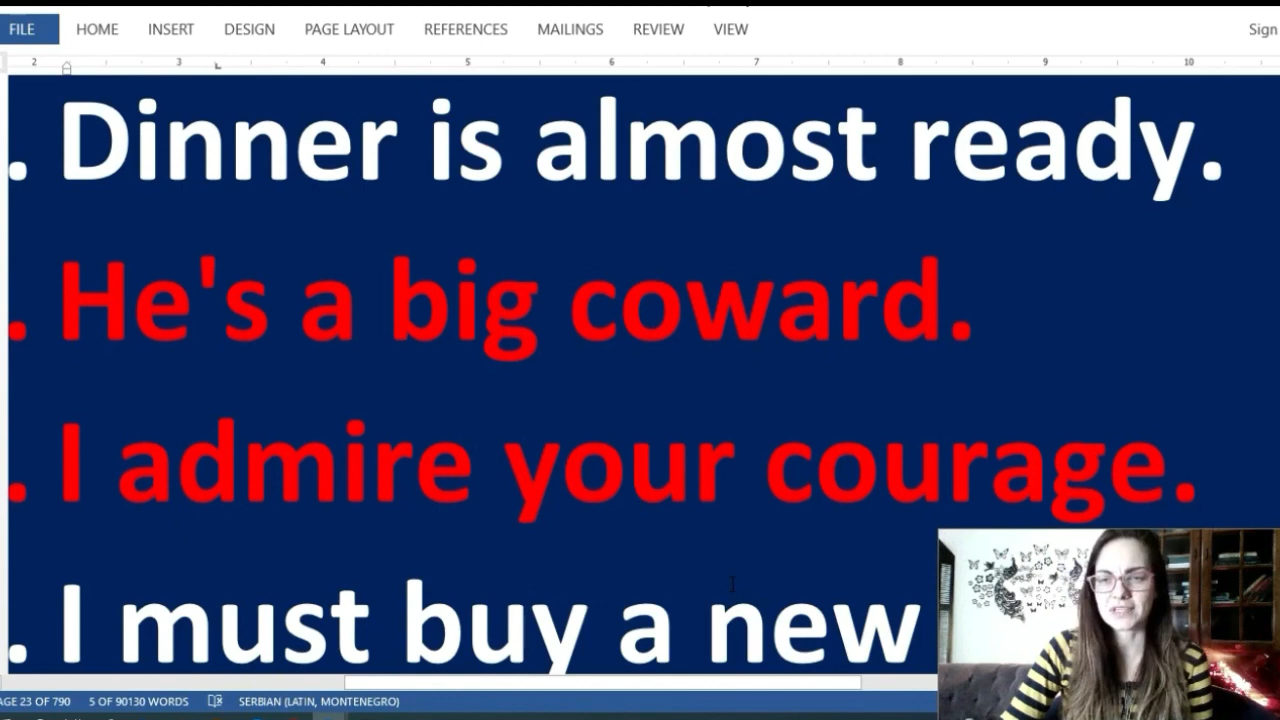 FILE HOME INSERT DESIGN PAGE LAYOUT REFERENCES MAILINGS REVIEW VIEW Sign
2 3 4 5 6 7 8 9 10
. Dinner is almost ready.
. He's a big coward.
. I admire your courage.
. I must buy a new
AGE 23 OF 790 5 OF 90130 WORDS SERBIAN (LATIN, MONTENEGRO)